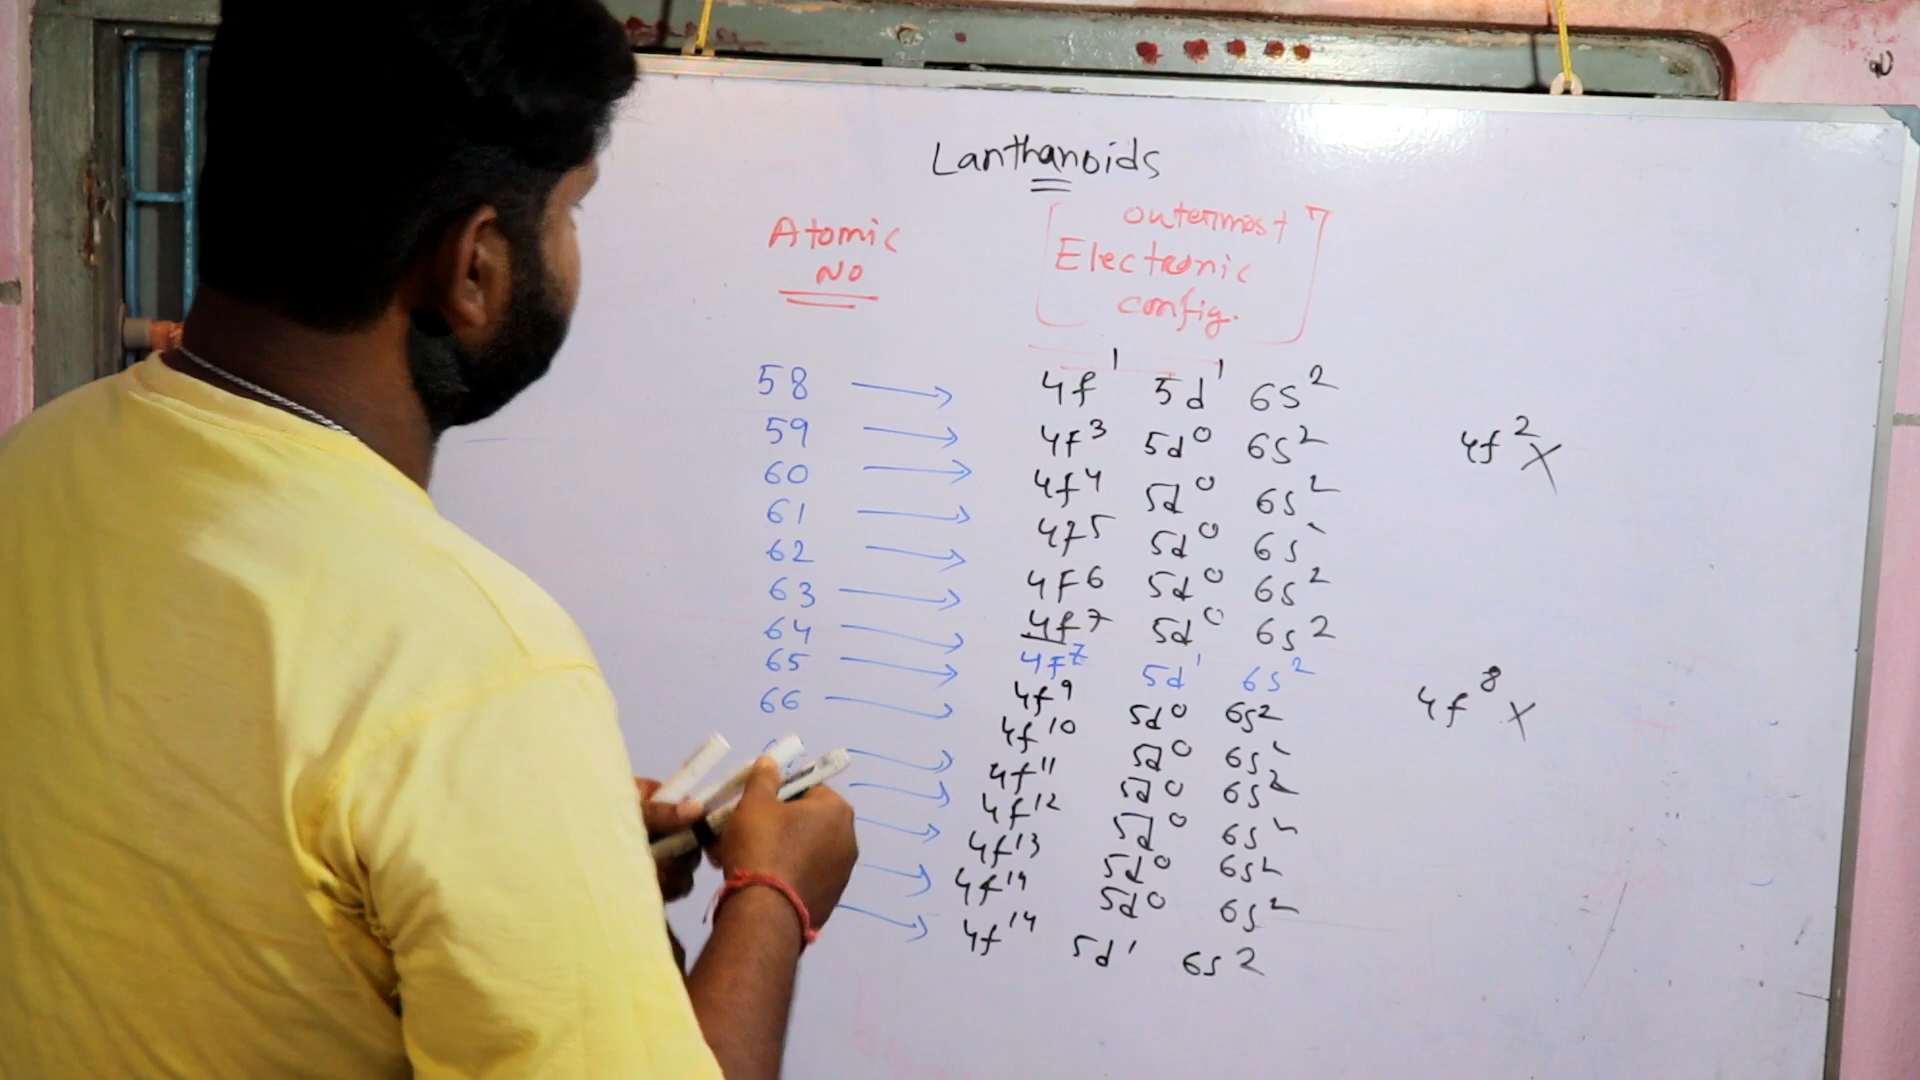 Lanthanoids
Atomic No
[outermost Electronic config.]
58 → 4f¹ 5d¹ 6s²
59 → 4f³ 5d⁰ 6s² 4f² X
60 → 4f⁴ 5d⁰ 6s²
61 → 4f⁵ 5d⁰ 6s
62 → 4f⁶ 5d⁰ 6s²
63 → 4f⁷ 5d⁰ 6s²
64 → 4f⁷ 5d¹ 6s²
65 → 4f⁹ 5d⁰ 6s² 4f⁸ X
66 → 4f¹⁰ 5d⁰ 6s²
→ 4f¹¹ 5d⁰ 6s²
→ 4f¹² 5d⁰ 6s²
→ 4f¹³ 5d⁰ 6s²
→ 4f¹⁴ 5d⁰ 6s²
→ 4f¹⁴ 5d¹ 6s²